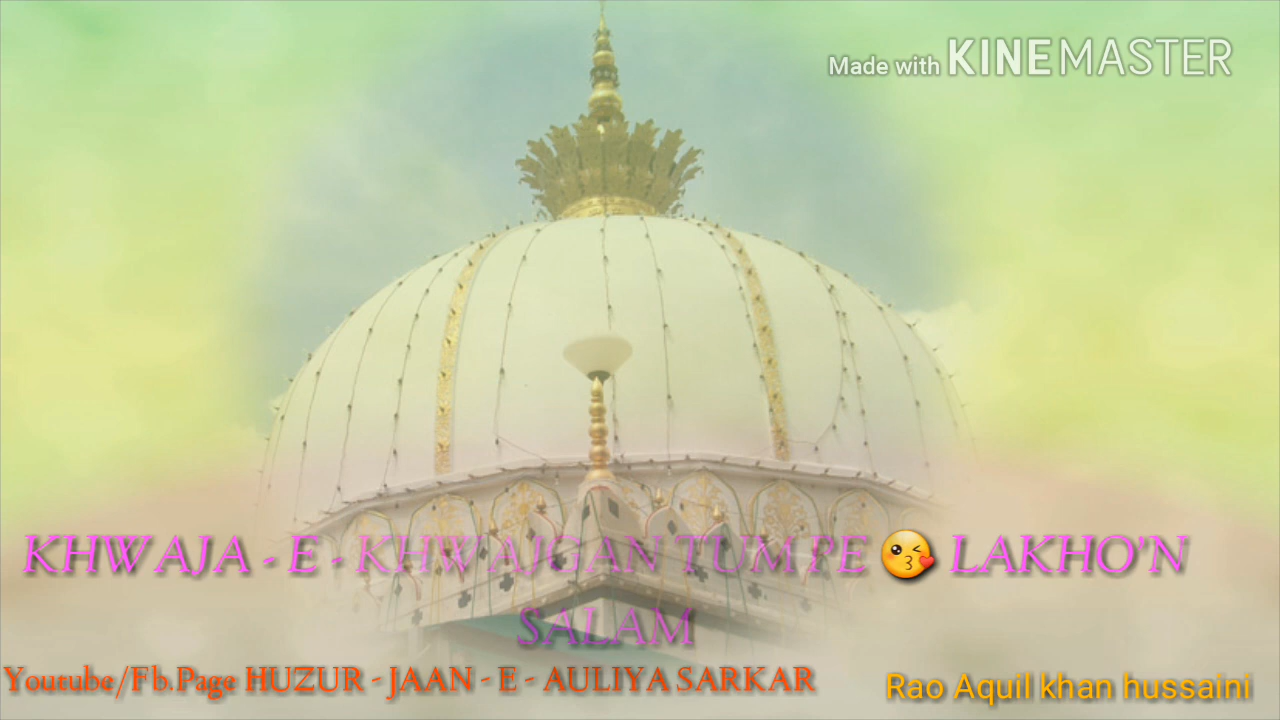 Made with KINEMASTER
KHWAJA - E - KHWAJGAN TUM PE 😘 LAKHO'N
SALAM
Youtube/Fb.Page HUZUR - JAAN - E - AULIYA SARKAR
Rao Aquil khan hussaini